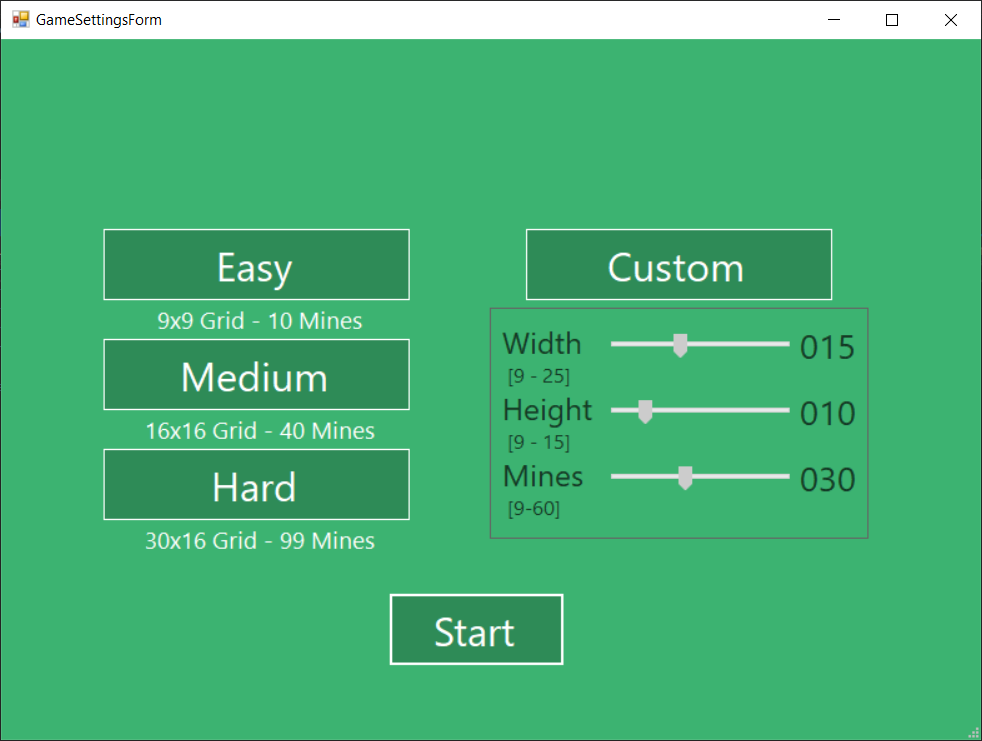 GameSettingsForm
Easy
9x9 Grid - 10 Mines
Medium
16x16 Grid - 40 Mines
Hard
30x16 Grid - 99 Mines
Custom
Width 015
[9 - 25]
Height 010
[9 - 15]
Mines 030
[9-60]
Start